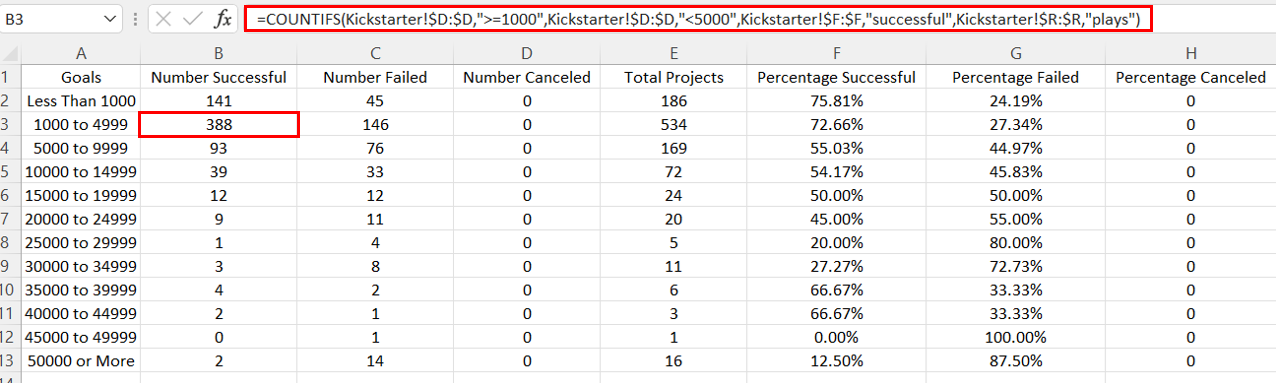 B3 fx =COUNTIFS(Kickstarter!$D:$D,">=1000",Kickstarter!$D:$D,"<5000",Kickstarter!$F:$F,"successful",Kickstarter!$R:$R,"plays")
A B C D E F G H
1 Goals Number Successful Number Failed Number Canceled Total Projects Percentage Successful Percentage Failed Percentage Canceled
2 Less Than 1000 141 45 0 186 75.81% 24.19% 0
3 1000 to 4999 388 146 0 534 72.66% 27.34% 0
4 5000 to 9999 93 76 0 169 55.03% 44.97% 0
5 10000 to 14999 39 33 0 72 54.17% 45.83% 0
6 15000 to 19999 12 12 0 24 50.00% 50.00% 0
7 20000 to 24999 9 11 0 20 45.00% 55.00% 0
8 25000 to 29999 1 4 0 5 20.00% 80.00% 0
9 30000 to 34999 3 8 0 11 27.27% 72.73% 0
10 35000 to 39999 4 2 0 6 66.67% 33.33% 0
11 40000 to 44999 2 1 0 3 66.67% 33.33% 0
12 45000 to 49999 0 1 0 1 0.00% 100.00% 0
13 50000 or More 2 14 0 16 12.50% 87.50% 0